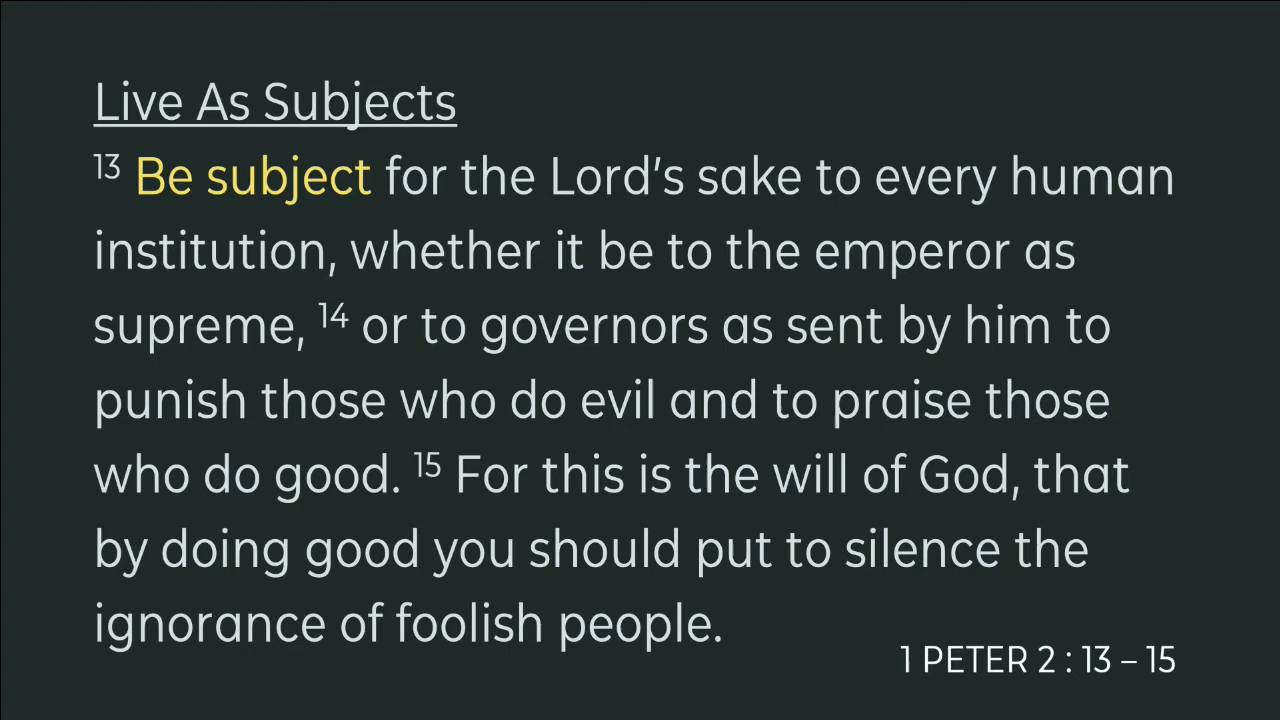 Live As Subjects
13 Be subject for the Lord’s sake to every human
institution, whether it be to the emperor as
supreme, 14 or to governors as sent by him to
punish those who do evil and to praise those
who do good. 15 For this is the will of God, that
by doing good you should put to silence the
ignorance of foolish people.
1 PETER 2 : 13 – 15